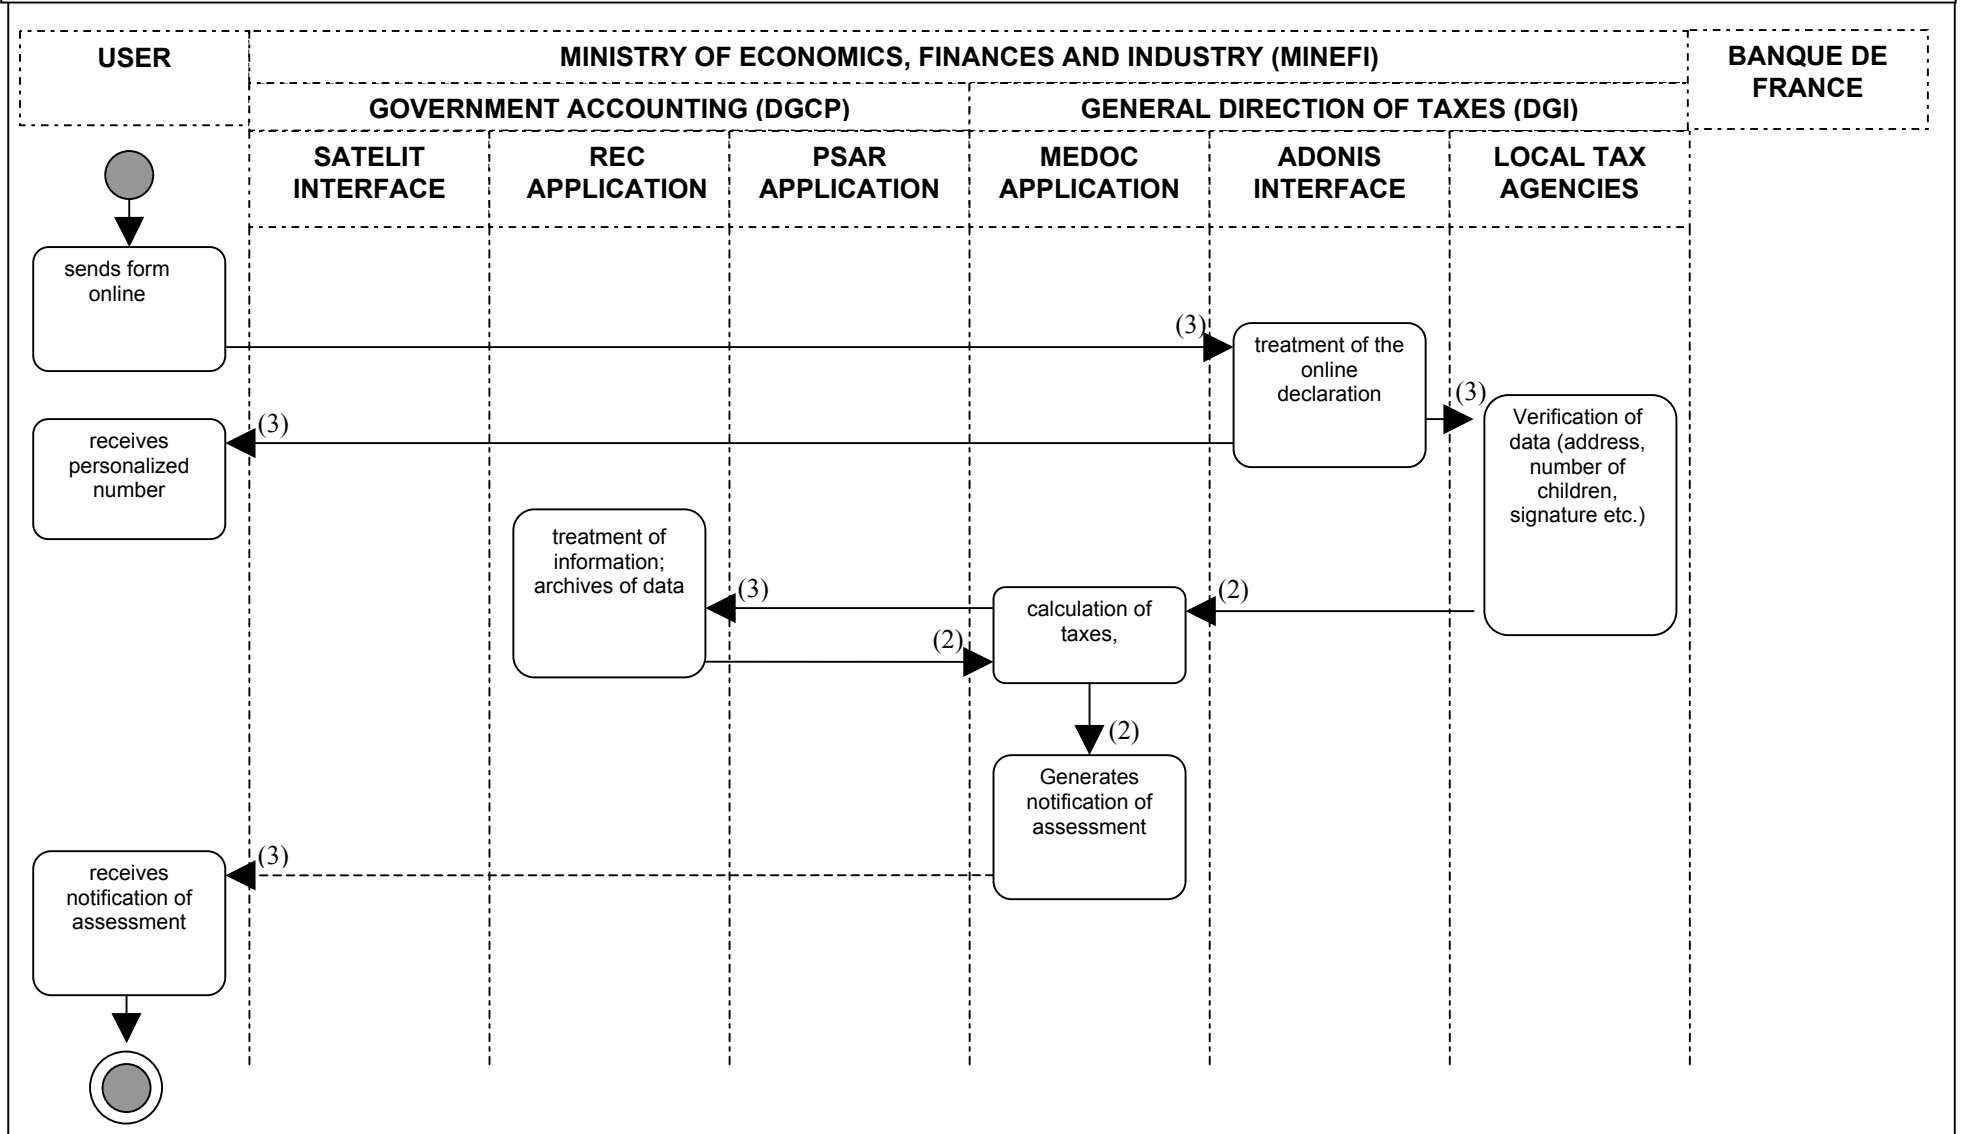 USER
MINISTRY OF ECONOMICS, FINANCES AND INDUSTRY (MINEFI)
BANQUE DE
FRANCE
GOVERNMENT ACCOUNTING (DGCP)
GENERAL DIRECTION OF TAXES (DGI)
SATELIT
INTERFACE
REC
APPLICATION
PSAR
APPLICATION
MEDOC
APPLICATION
ADONIS
INTERFACE
LOCAL TAX
AGENCIES
sends form
online
(3)
treatment of the
online
declaration
(3)
Verification of
data (address,
number of
children,
signature etc.)
(3)
receives
personalized
number
treatment of
information;
archives of data
(3)
(2)
calculation of
taxes,
(2)
(2)
Generates
notification of
assessment
(3)
receives
notification of
assessment